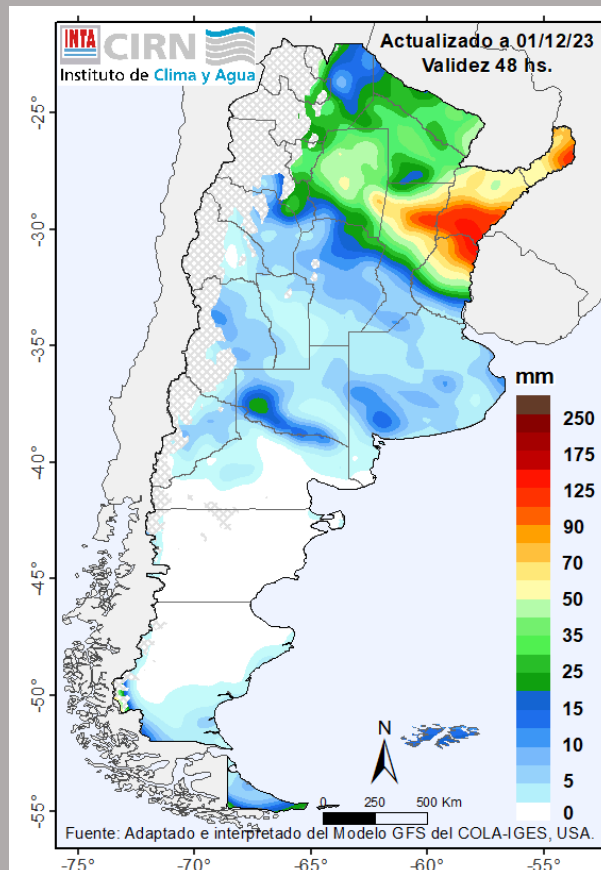 INTA CIRN
Instituto de Clima y Agua
Actualizado a 01/12/23
Validez 48 hs.
-25°
-30°
-35°
-40°
-45°
-50°
-55°
mm
250
175
125
90
70
50
35
25
15
10
5
0
N
0 250 500 Km
Fuente: Adaptado e interpretado del Modelo GFS del COLA-IGES, USA.
-75° -70° -65° -60° -55°